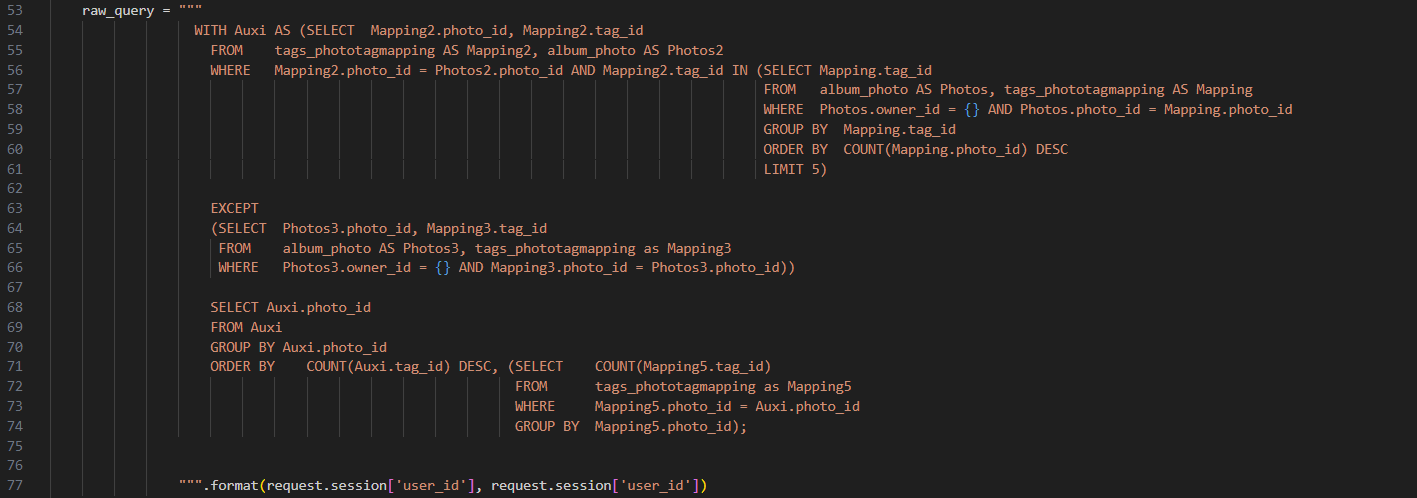 53 raw_query = """
54 WITH Auxi AS (SELECT Mapping2.photo_id, Mapping2.tag_id
55 FROM tags_phototagmapping AS Mapping2, album_photo AS Photos2
56 WHERE Mapping2.photo_id = Photos2.photo_id AND Mapping2.tag_id IN (SELECT Mapping.tag_id
57 FROM album_photo AS Photos, tags_phototagmapping AS Mapping
58 WHERE Photos.owner_id = {} AND Photos.photo_id = Mapping.photo_id
59 GROUP BY Mapping.tag_id
60 ORDER BY COUNT(Mapping.photo_id) DESC
61 LIMIT 5)
62
63 EXCEPT
64 (SELECT Photos3.photo_id, Mapping3.tag_id
65 FROM album_photo AS Photos3, tags_phototagmapping as Mapping3
66 WHERE Photos3.owner_id = {} AND Mapping3.photo_id = Photos3.photo_id))
67
68 SELECT Auxi.photo_id
69 FROM Auxi
70 GROUP BY Auxi.photo_id
71 ORDER BY COUNT(Auxi.tag_id) DESC, (SELECT COUNT(Mapping5.tag_id)
72 FROM tags_phototagmapping as Mapping5
73 WHERE Mapping5.photo_id = Auxi.photo_id
74 GROUP BY Mapping5.photo_id);
75
76
77 """.format(request.session['user_id'], request.session['user_id'])